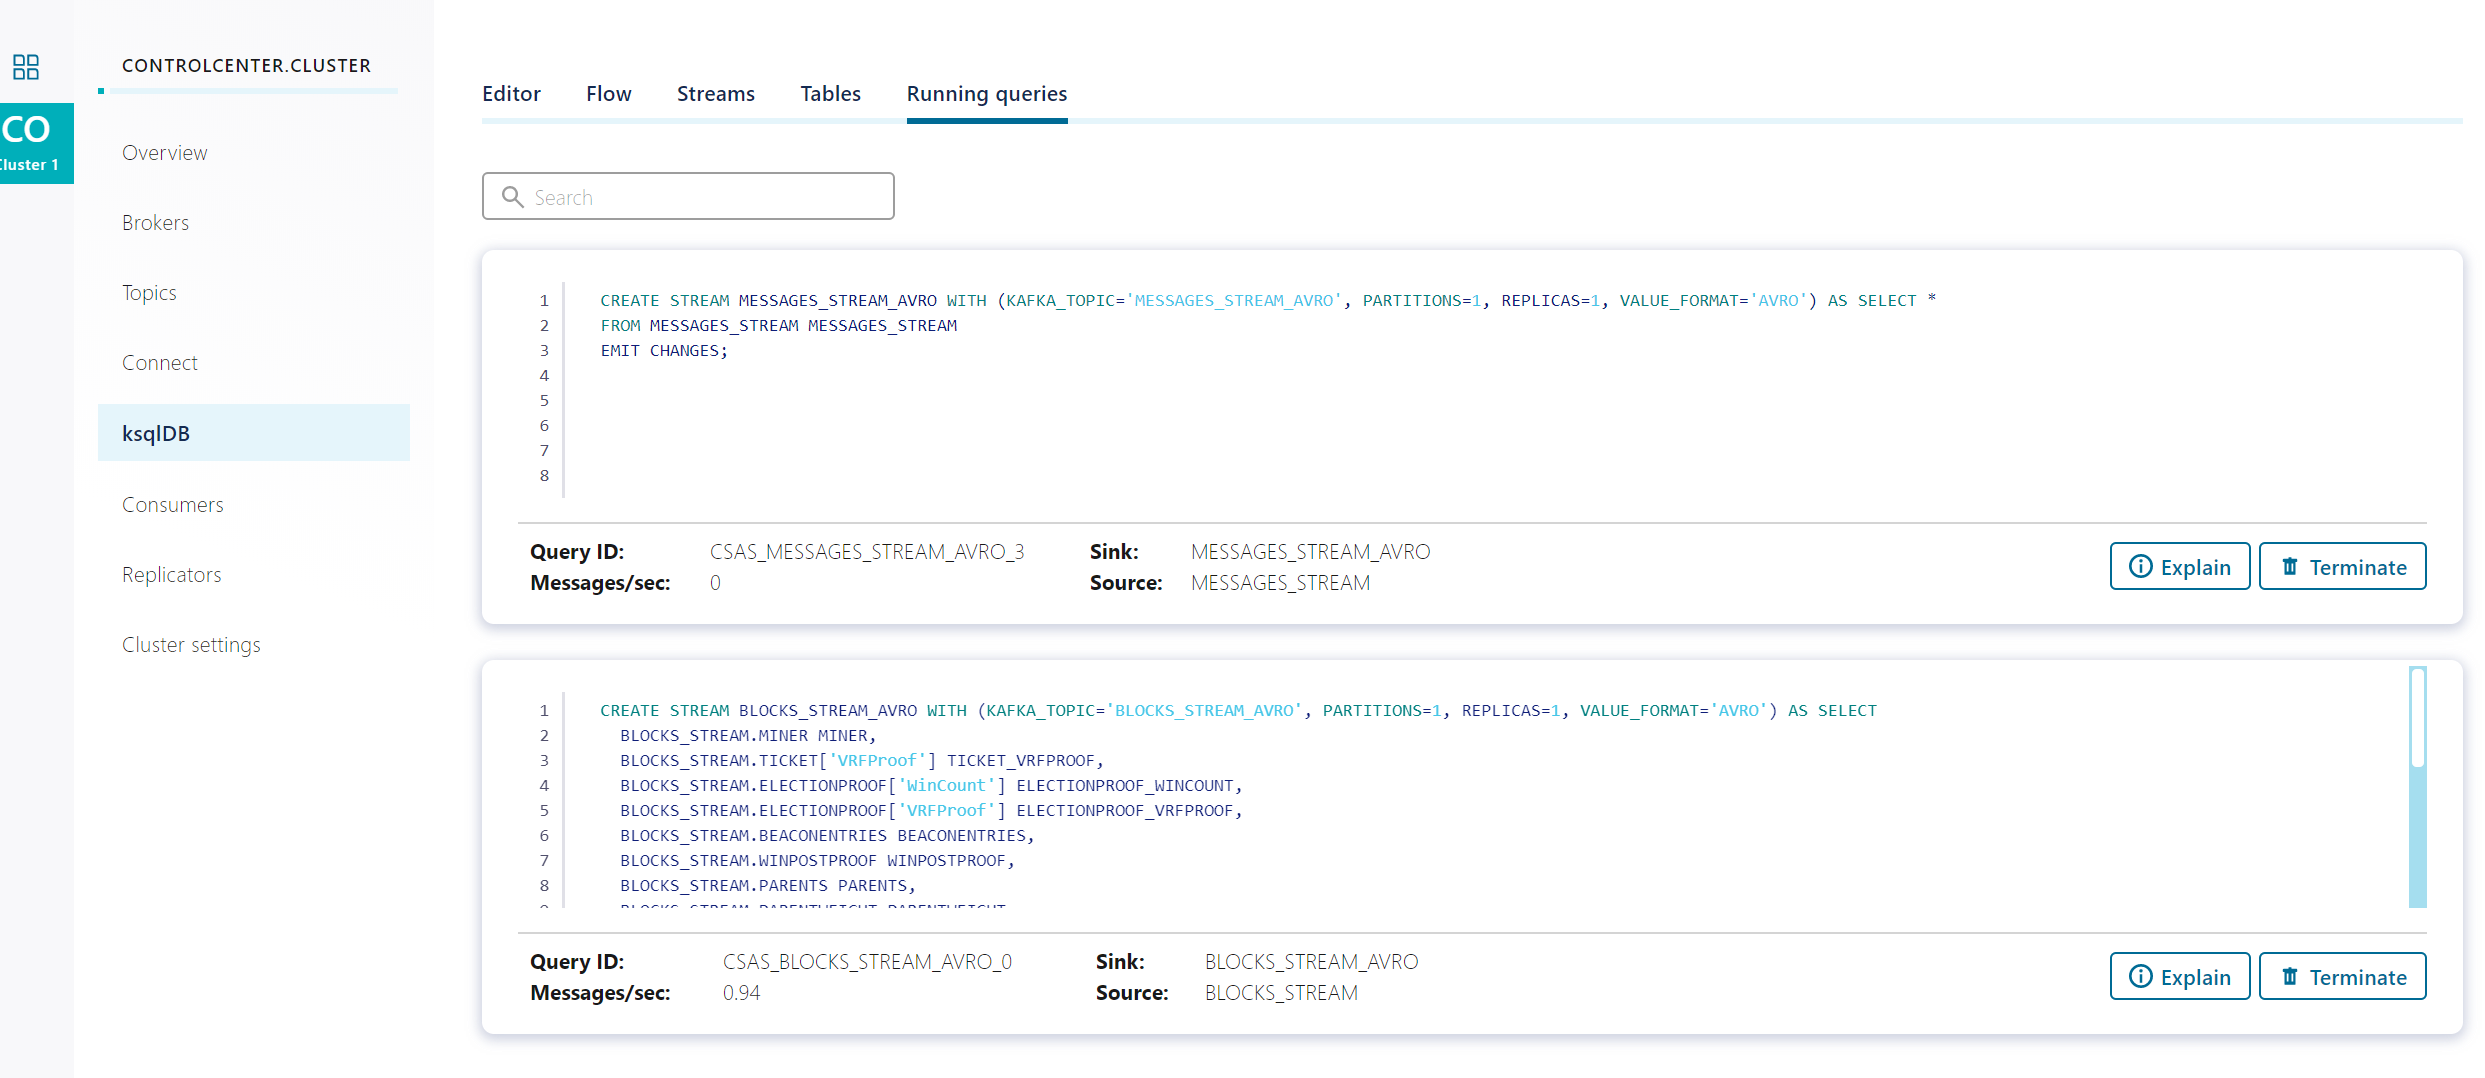 CONTROLCENTER.CLUSTER
CO
Cluster 1
Overview
Brokers
Topics
Connect
ksqlDB
Consumers
Replicators
Cluster settings
Editor Flow Streams Tables Running queries
Search
1 CREATE STREAM MESSAGES_STREAM_AVRO WITH (KAFKA_TOPIC='MESSAGES_STREAM_AVRO', PARTITIONS=1, REPLICAS=1, VALUE_FORMAT='AVRO') AS SELECT *
2 FROM MESSAGES_STREAM MESSAGES_STREAM
3 EMIT CHANGES;
4
5
6
7
8
Query ID: CSAS_MESSAGES_STREAM_AVRO_3 Sink: MESSAGES_STREAM_AVRO
Messages/sec: 0 Source: MESSAGES_STREAM
Explain Terminate
1 CREATE STREAM BLOCKS_STREAM_AVRO WITH (KAFKA_TOPIC='BLOCKS_STREAM_AVRO', PARTITIONS=1, REPLICAS=1, VALUE_FORMAT='AVRO') AS SELECT
2 BLOCKS_STREAM.MINER MINER,
3 BLOCKS_STREAM.TICKET['VRFProof'] TICKET_VRFPROOF,
4 BLOCKS_STREAM.ELECTIONPROOF['WinCount'] ELECTIONPROOF_WINCOUNT,
5 BLOCKS_STREAM.ELECTIONPROOF['VRFProof'] ELECTIONPROOF_VRFPROOF,
6 BLOCKS_STREAM.BEACONENTRIES BEACONENTRIES,
7 BLOCKS_STREAM.WINPOSTPROOF WINPOSTPROOF,
8 BLOCKS_STREAM.PARENTS PARENTS,
Query ID: CSAS_BLOCKS_STREAM_AVRO_0 Sink: BLOCKS_STREAM_AVRO
Messages/sec: 0.94 Source: BLOCKS_STREAM
Explain Terminate